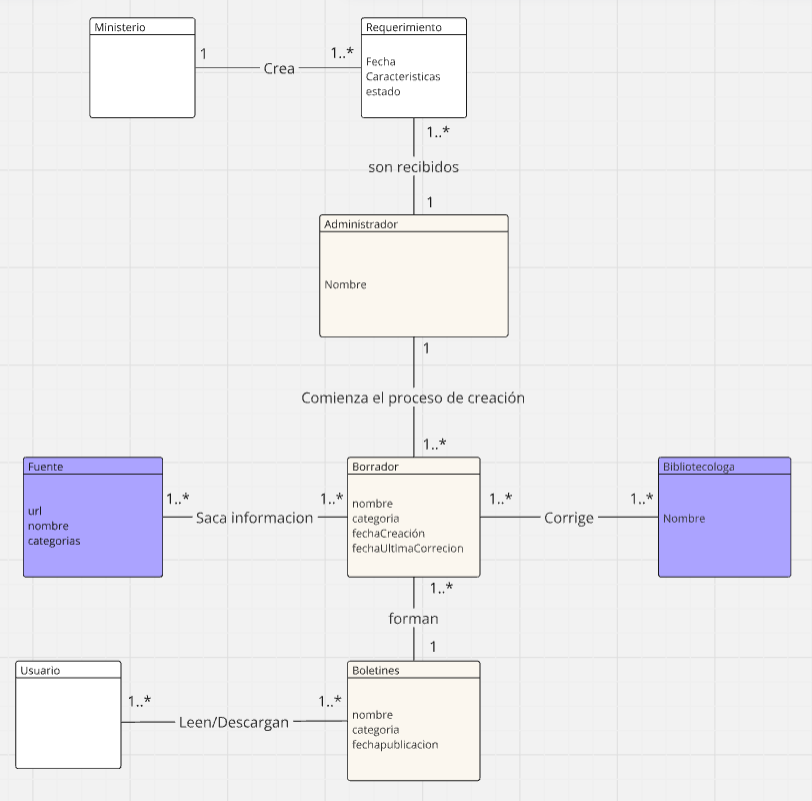 Ministerio
Requerimiento
1
1..*
Crea
Fecha
Caracteristicas
estado
1..*
son recibidos
1
Administrador
Nombre
1
Comienza el proceso de creación
1..*
Fuente
Borrador
Bibliotecologa
url
nombre
categorias
1..*
Saca informacion
1..*
nombre
categoria
fechaCreación
fechaUltimaCorrecion
1..*
Corrige
1..*
Nombre
1..*
forman
1
Usuario
Boletines
1..*
Leen/Descargan
1..*
nombre
categoria
fechapublicacion